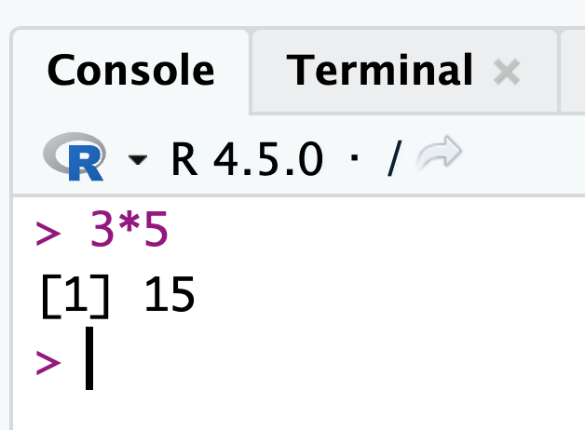 Console Terminal ×
R R 4.5.0 · /
> 3*5
[1] 15
>